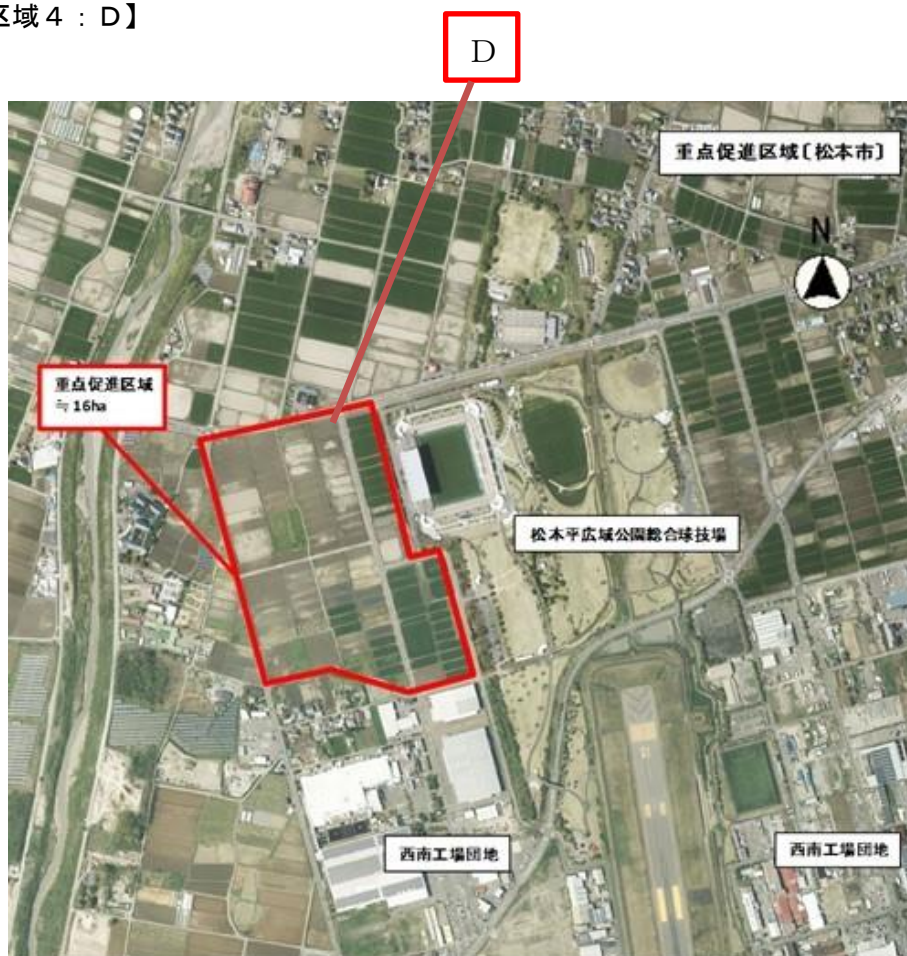 区域４：Ｄ】
D
重点促進区域〔松本市〕
N
重点促進区域
≒16ha
松本平広域公園総合球技場
西南工場団地
西南工場団地